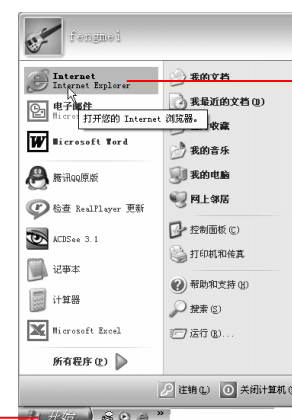 fengmei
Internet
Internet Explorer
电子邮件
Micros
打开您的 Internet 浏览器。
Microsoft Word
腾讯QQ原版
检查 RealPlayer 更新
ACDSee 3.1
记事本
计算器
Microsoft Excel
所有程序(P)
我的文档
我最近的文档(D)
收藏
我的音乐
我的电脑
网上邻居
控制面板(C)
打印机和传真
帮助和支持(H)
搜索(S)
运行(R)...
注销(L)
关闭计算机(
开始
»